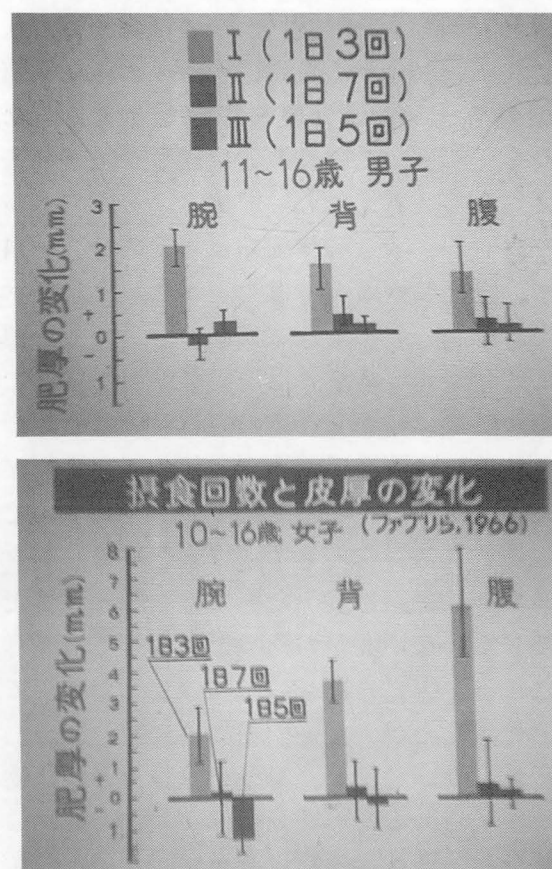 I(1日3回)
II(1日7回)
III(1日5回)
11~16歳 男子
腕 背 腹
肥厚の変化(mm)
3
2
1
+
0
-
1
摂食回数と皮厚の変化
10~16歳 女子 (ファブリら,1966)
腕 背 腹
肥厚の変化(mm)
8
7
6
5
4
3
2
1
+
0
-
1
1日3回
1日7回
1日5回